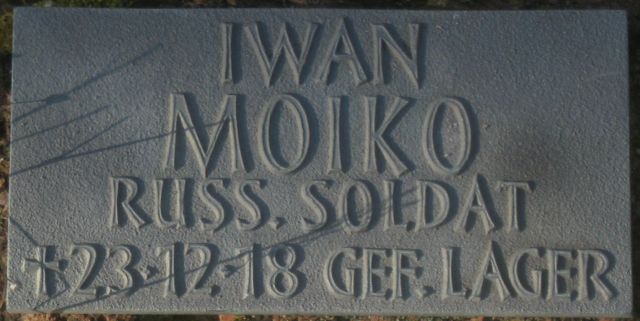 IWAN
MOIKO
RUSS. SOLDAT
† 23·12·18 GEF. LAGER